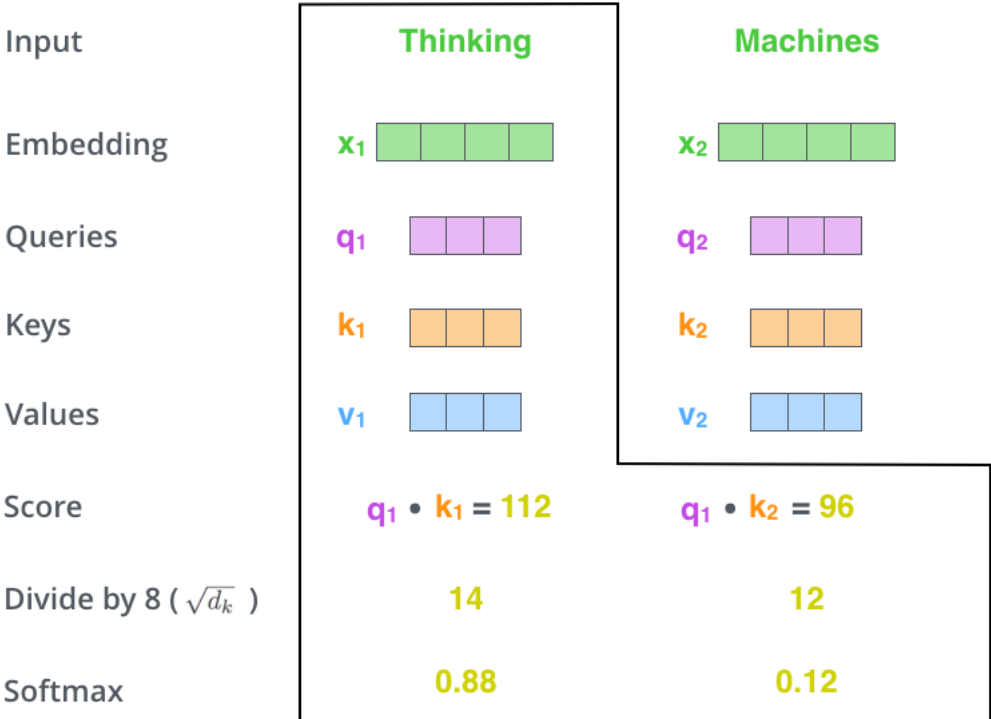 Input Thinking Machines
Embedding x1 x2
Queries q1 q2
Keys k1 k2
Values v1 v2
Score q1 • k1 = 112 q1 • k2 = 96
Divide by 8 ( √dk ) 14 12
Softmax 0.88 0.12